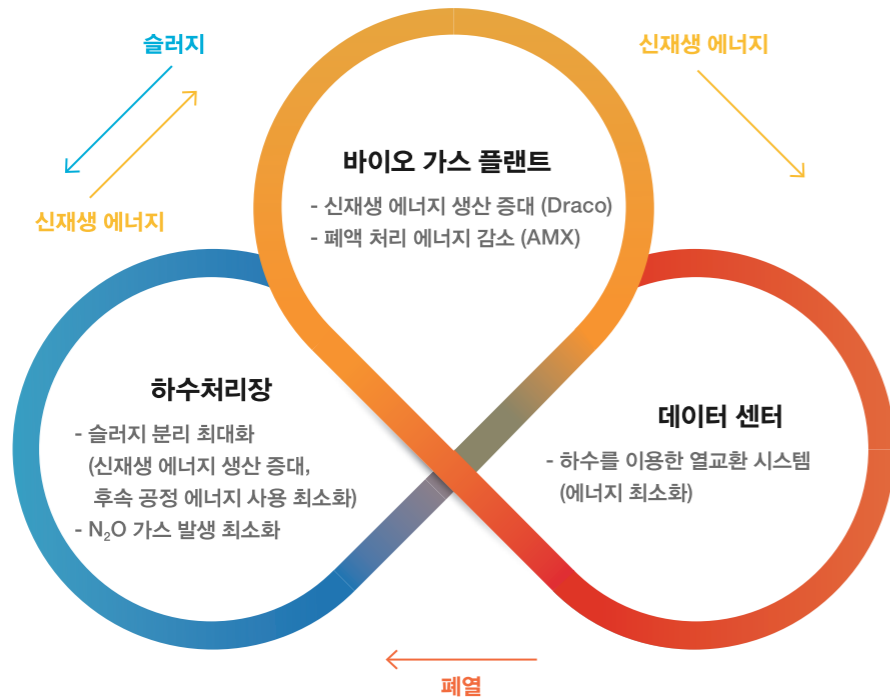 슬러지
신재생 에너지
신재생 에너지
바이오 가스 플랜트
- 신재생 에너지 생산 증대 (Draco)
- 폐액 처리 에너지 감소 (AMX)
하수처리장
- 슬러지 분리 최대화
(신재생 에너지 생산 증대,
후속 공정 에너지 사용 최소화)
- N₂O 가스 발생 최소화
데이터 센터
- 하수를 이용한 열교환 시스템
(에너지 최소화)
폐열